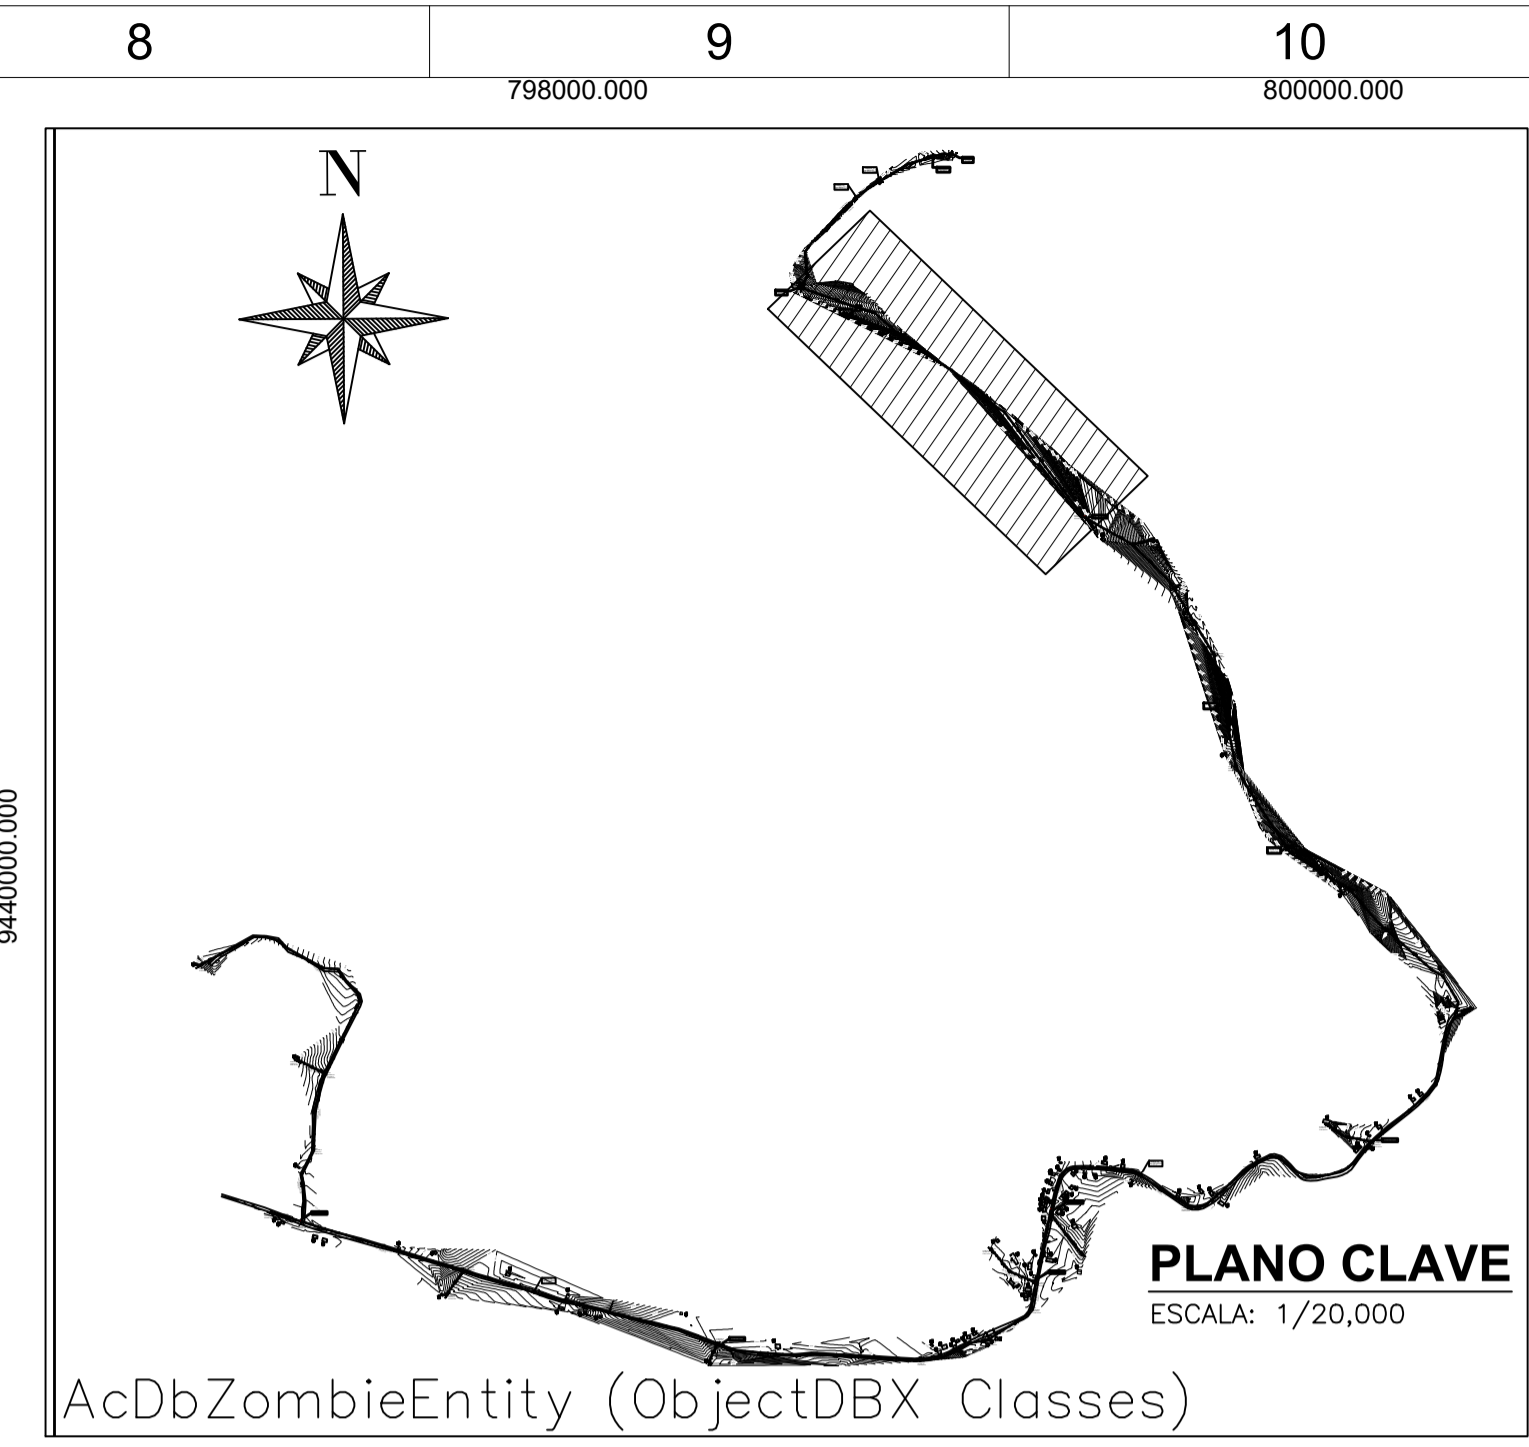 8 9 10
798000.000 800000.000
N
9440000.000
PLANO CLAVE
ESCALA: 1/20,000
AcDbZombieEntity (ObjectDBX Classes)